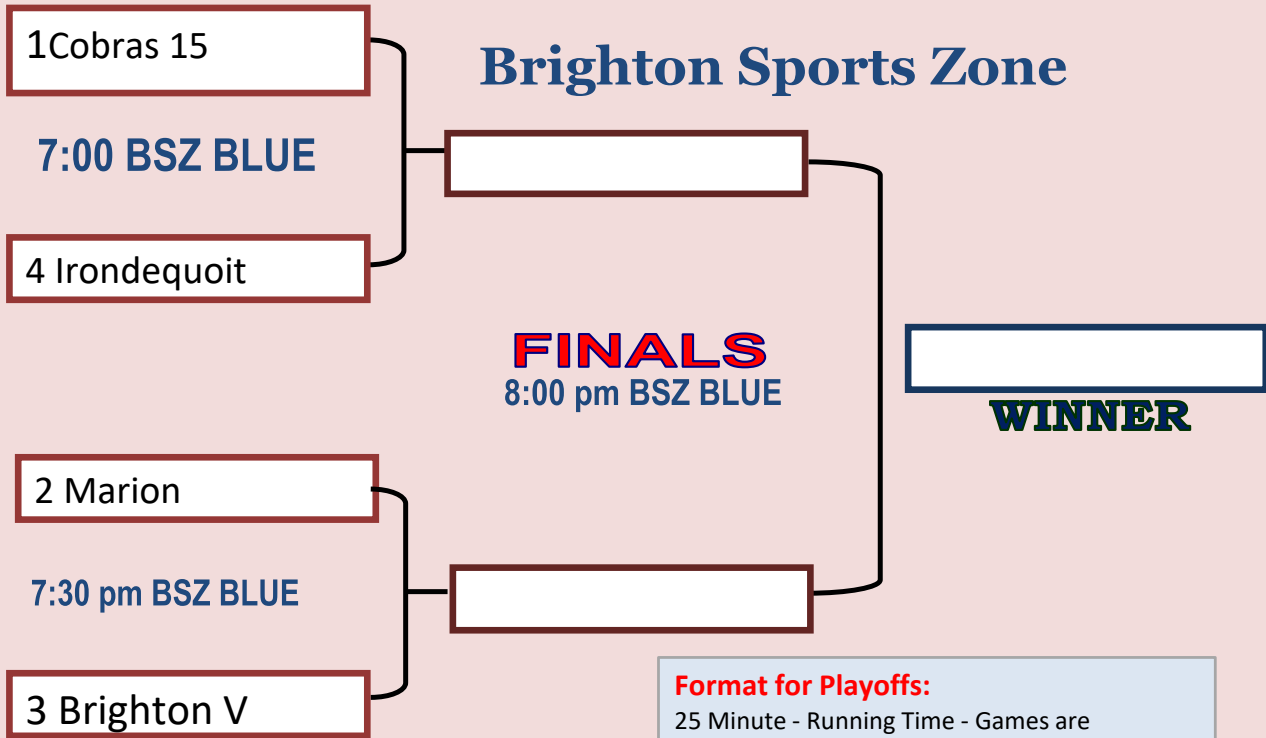 1Cobras 15
Brighton Sports Zone
7:00 BSZ BLUE
4 Irondequoit
FINALS
8:00 pm BSZ BLUE
WINNER
2 Marion
7:30 pm BSZ BLUE
3 Brighton V
Format for Playoffs:
25 Minute - Running Time - Games are